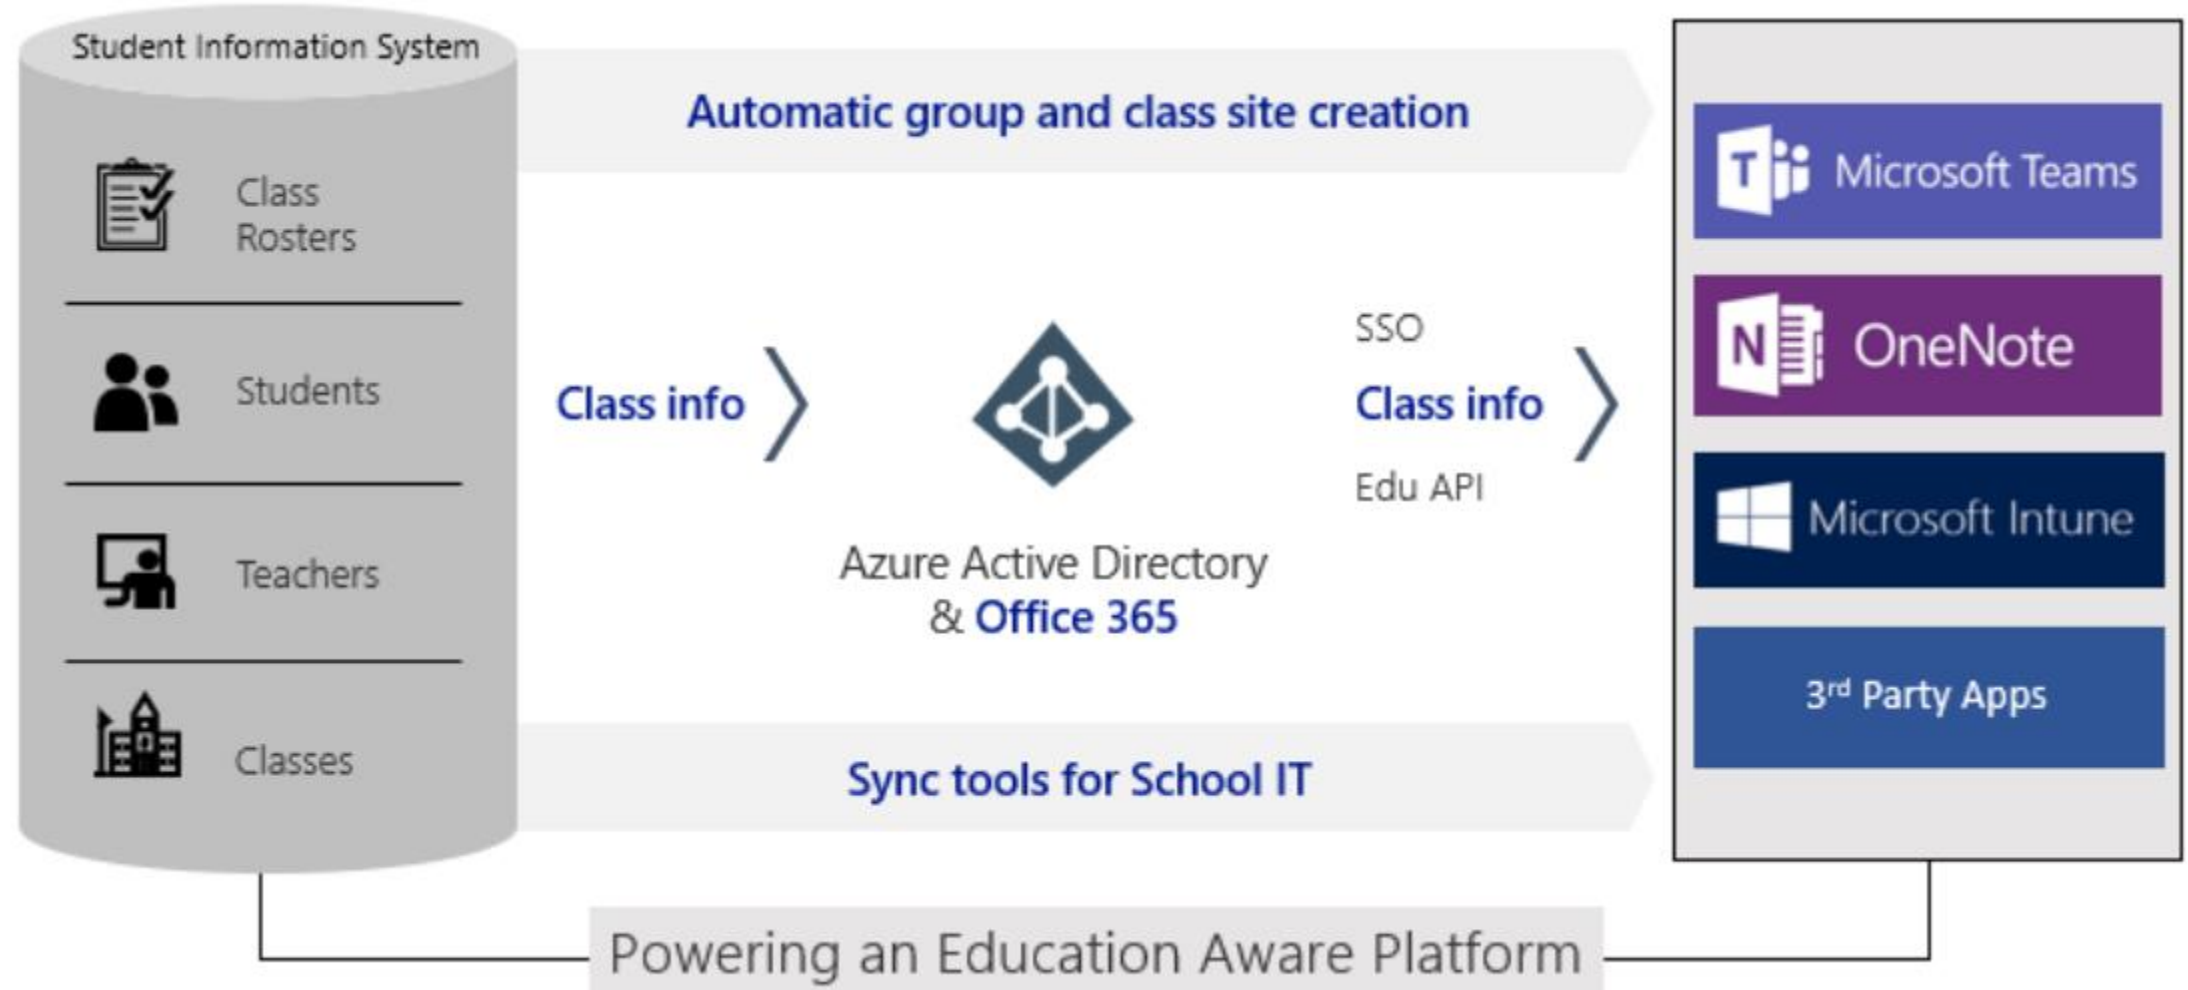 Student Information System
Class
Rosters
Students
Teachers
Classes
Automatic group and class site creation
Class info
Azure Active Directory
& Office 365
SSO
Class info
Edu API
Sync tools for School IT
T Microsoft Teams
N OneNote
Microsoft Intune
3rd Party Apps
Powering an Education Aware Platform